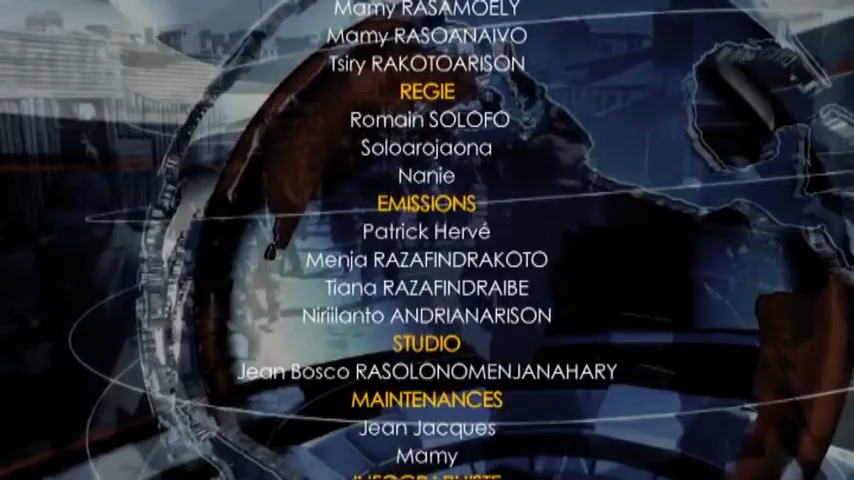 Mamy RASAMOELY
Mamy RASOANAIVO
Tsiry RAKOTOARISON
REGIE
Romain SOLOFO
Soloarojaona
Nanie
EMISSIONS
Patrick Hervé
Menja RAZAFINDRAKOTO
Tiana RAZAFINDRAIBE
Niriilanto ANDRIANARISON
STUDIO
Jean Bosco RASOLONOMENJANAHARY
MAINTENANCES
Jean Jacques
Mamy
INFOGRAPHISTE